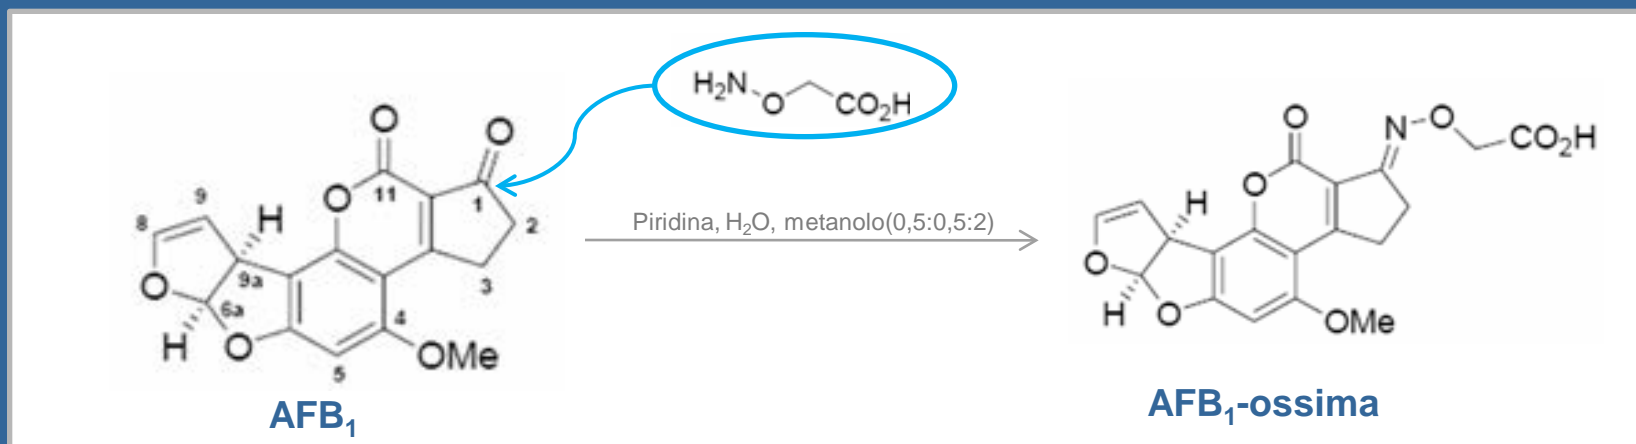 H₂N O CO₂H
O O
O 11 1
9 H 2
8
O 9a 3
6a 4
H O OMe
5
AFB₁
Piridina, H₂O, metanolo(0,5:0,5:2)
O N O CO₂H
O
H
O
H O OMe
AFB₁-ossima